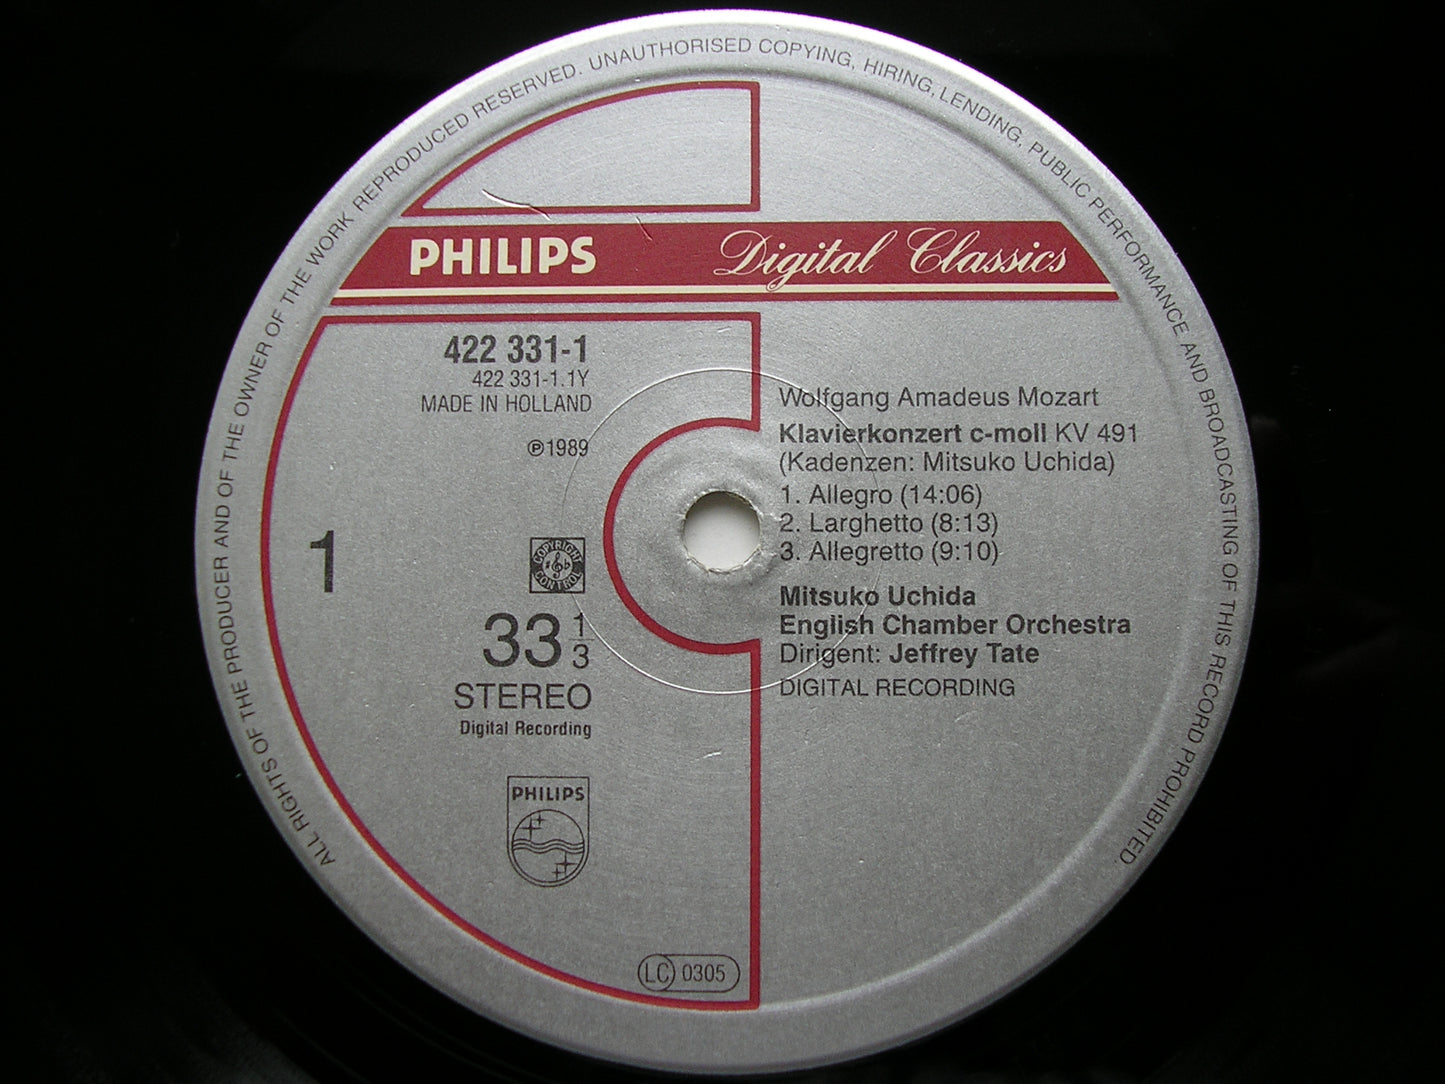 ALL RIGHTS OF THE PRODUCER AND OF THE OWNER OF THE WORK REPRODUCED RESERVED. UNAUTHORISED COPYING, HIRING, LENDING, PUBLIC PERFORMANCE AND BROADCASTING OF THIS RECORD PROHIBITED
PHILIPS Digital Classics
422 331-1
422 331-1.1Y
MADE IN HOLLAND
℗1989
1
COPYRIGHT
CONTROL
33 1/3
STEREO
Digital Recording
PHILIPS
LC 0305
Wolfgang Amadeus Mozart
Klavierkonzert c-moll KV 491
(Kadenzen: Mitsuko Uchida)
1. Allegro (14:06)
2. Larghetto (8:13)
3. Allegretto (9:10)
Mitsuko Uchida
English Chamber Orchestra
Dirigent: Jeffrey Tate
DIGITAL RECORDING